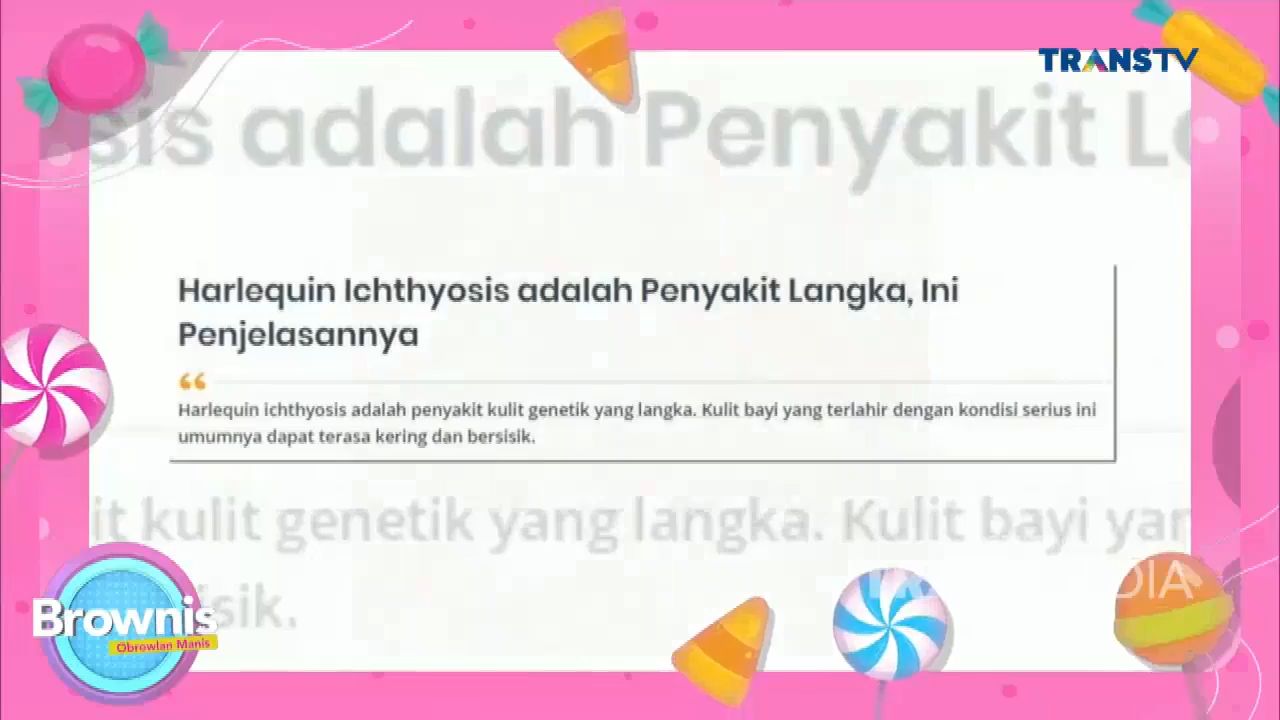 TRANSTV
sis adalah Penyakit La
Harlequin Ichthyosis adalah Penyakit Langka, Ini
Penjelasannya
“
Harlequin ichthyosis adalah penyakit kulit genetik yang langka. Kulit bayi yang terlahir dengan kondisi serius ini
umumnya dapat terasa kering dan bersisik.
it kulit genetik yang langka. Kulit bayi yan
sik.
Brownis
Obrowlan Manis